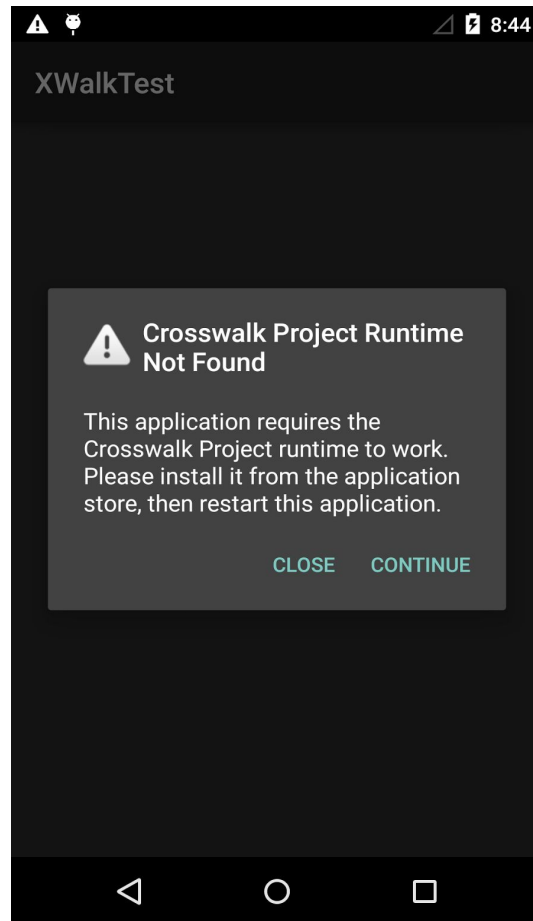 8:44
XWalkTest
Crosswalk Project Runtime
Not Found
This application requires the
Crosswalk Project runtime to work.
Please install it from the application
store, then restart this application.
CLOSE CONTINUE